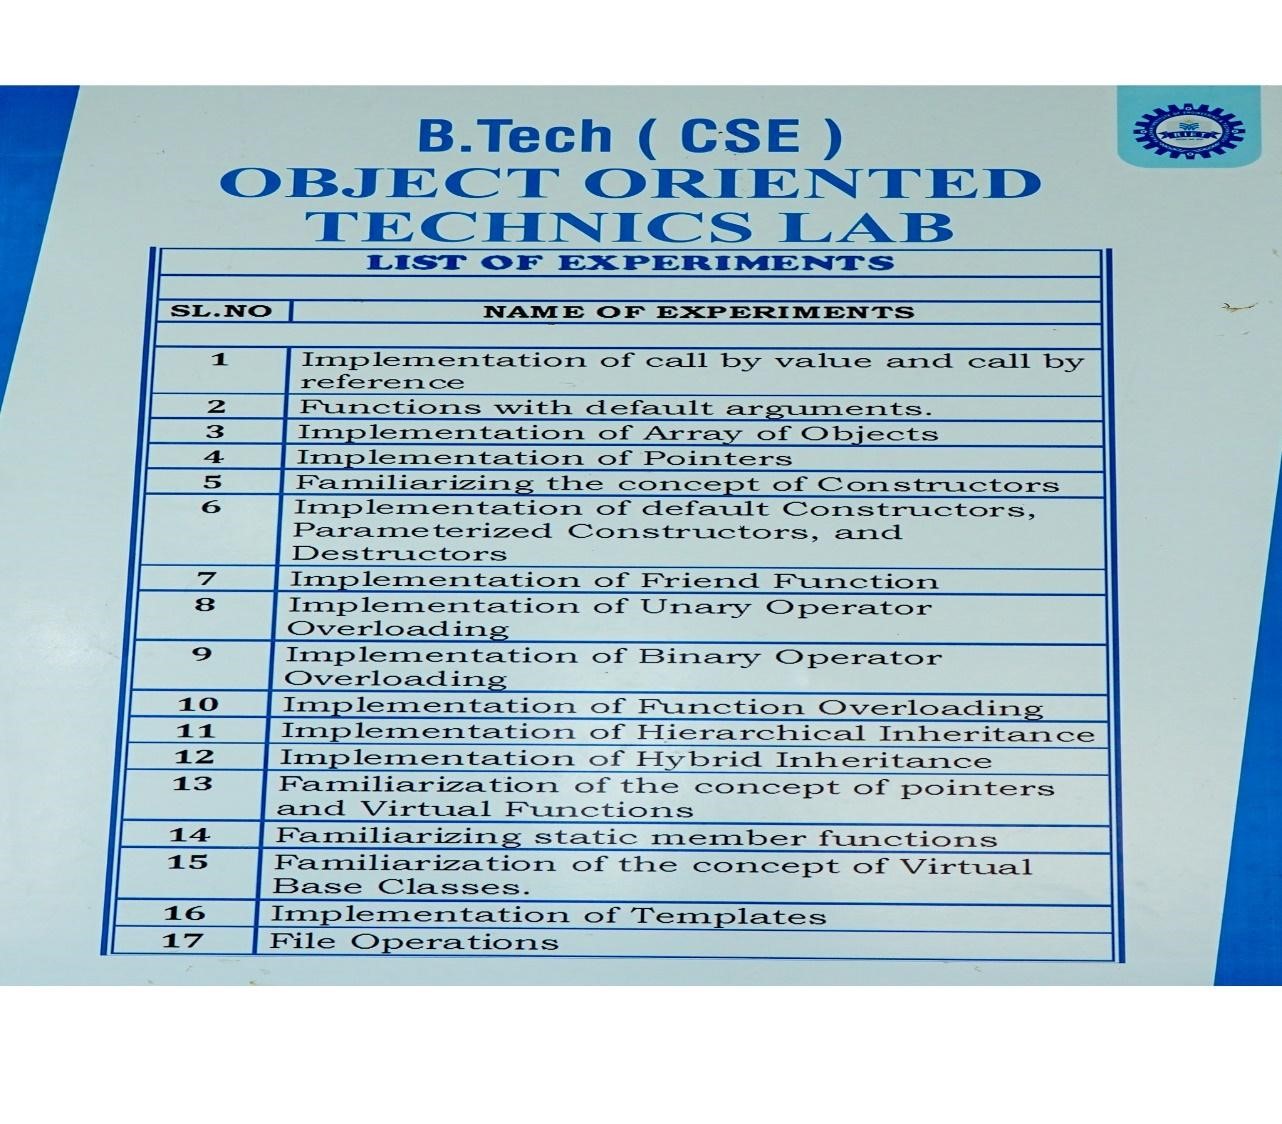 B.Tech ( CSE )
OBJECT ORIENTED
TECHNICS LAB
LIST OF EXPERIMENTS
SL.NO NAME OF EXPERIMENTS
1 Implementation of call by value and call by
reference
2 Functions with default arguments.
3 Implementation of Array of Objects
4 Implementation of Pointers
5 Familiarizing the concept of Constructors
6 Implementation of default Constructors,
Parameterized Constructors, and
Destructors
7 Implementation of Friend Function
8 Implementation of Unary Operator
Overloading
9 Implementation of Binary Operator
Overloading
10 Implementation of Function Overloading
11 Implementation of Hierarchical Inheritance
12 Implementation of Hybrid Inheritance
13 Familiarization of the concept of pointers
and Virtual Functions
14 Familiarizing static member functions
15 Familiarization of the concept of Virtual
Base Classes.
16 Implementation of Templates
17 File Operations